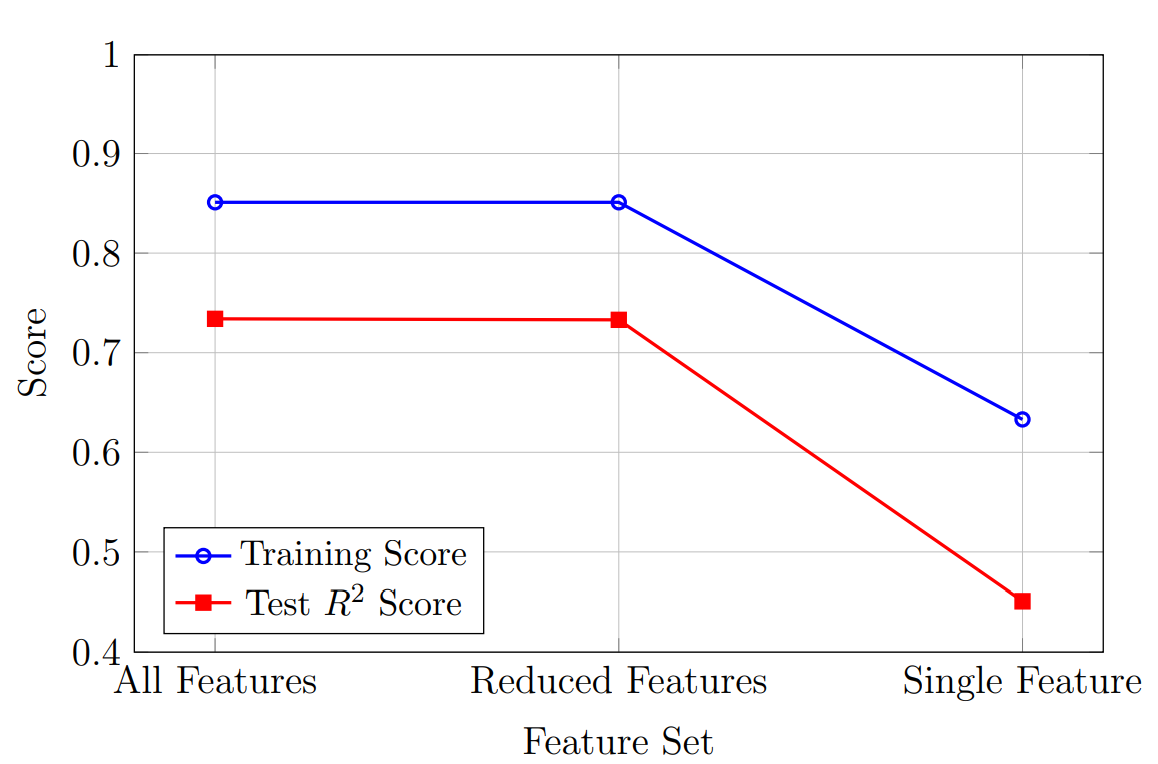 1
0.9
0.8
0.7
0.6
0.5
0.4
Score
Training Score
Test R² Score
All Features
Reduced Features
Single Feature
Feature Set